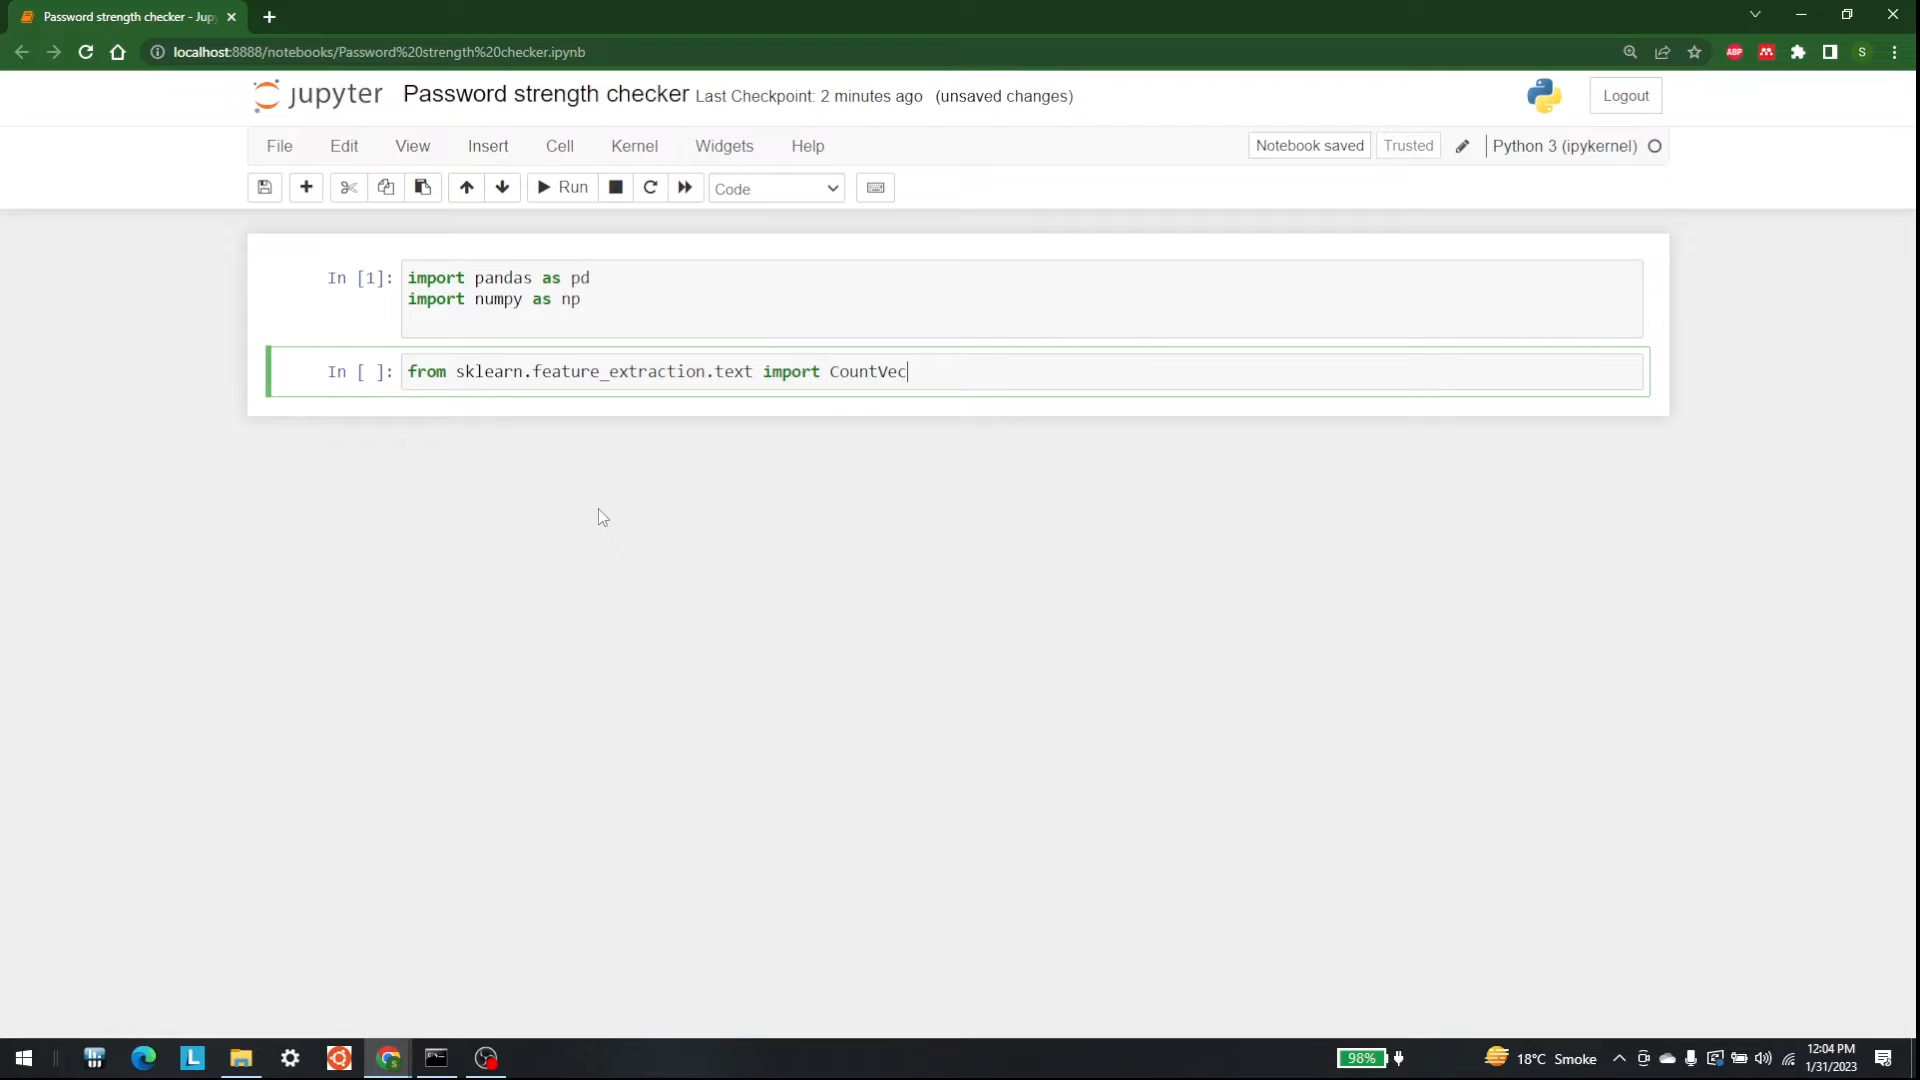 Password strength checker - Jup
localhost:8888/notebooks/Password%20strength%20checker.ipynb
ABP
S
jupyter Password strength checker Last Checkpoint: 2 minutes ago (unsaved changes)
Logout
File Edit View Insert Cell Kernel Widgets Help
Notebook saved Trusted Python 3 (ipykernel)
Run Code
In [1]: import pandas as pd
import numpy as np
In [ ]: from sklearn.feature_extraction.text import CountVec
L
98% 18°C Smoke 12:04 PM
1/31/2023